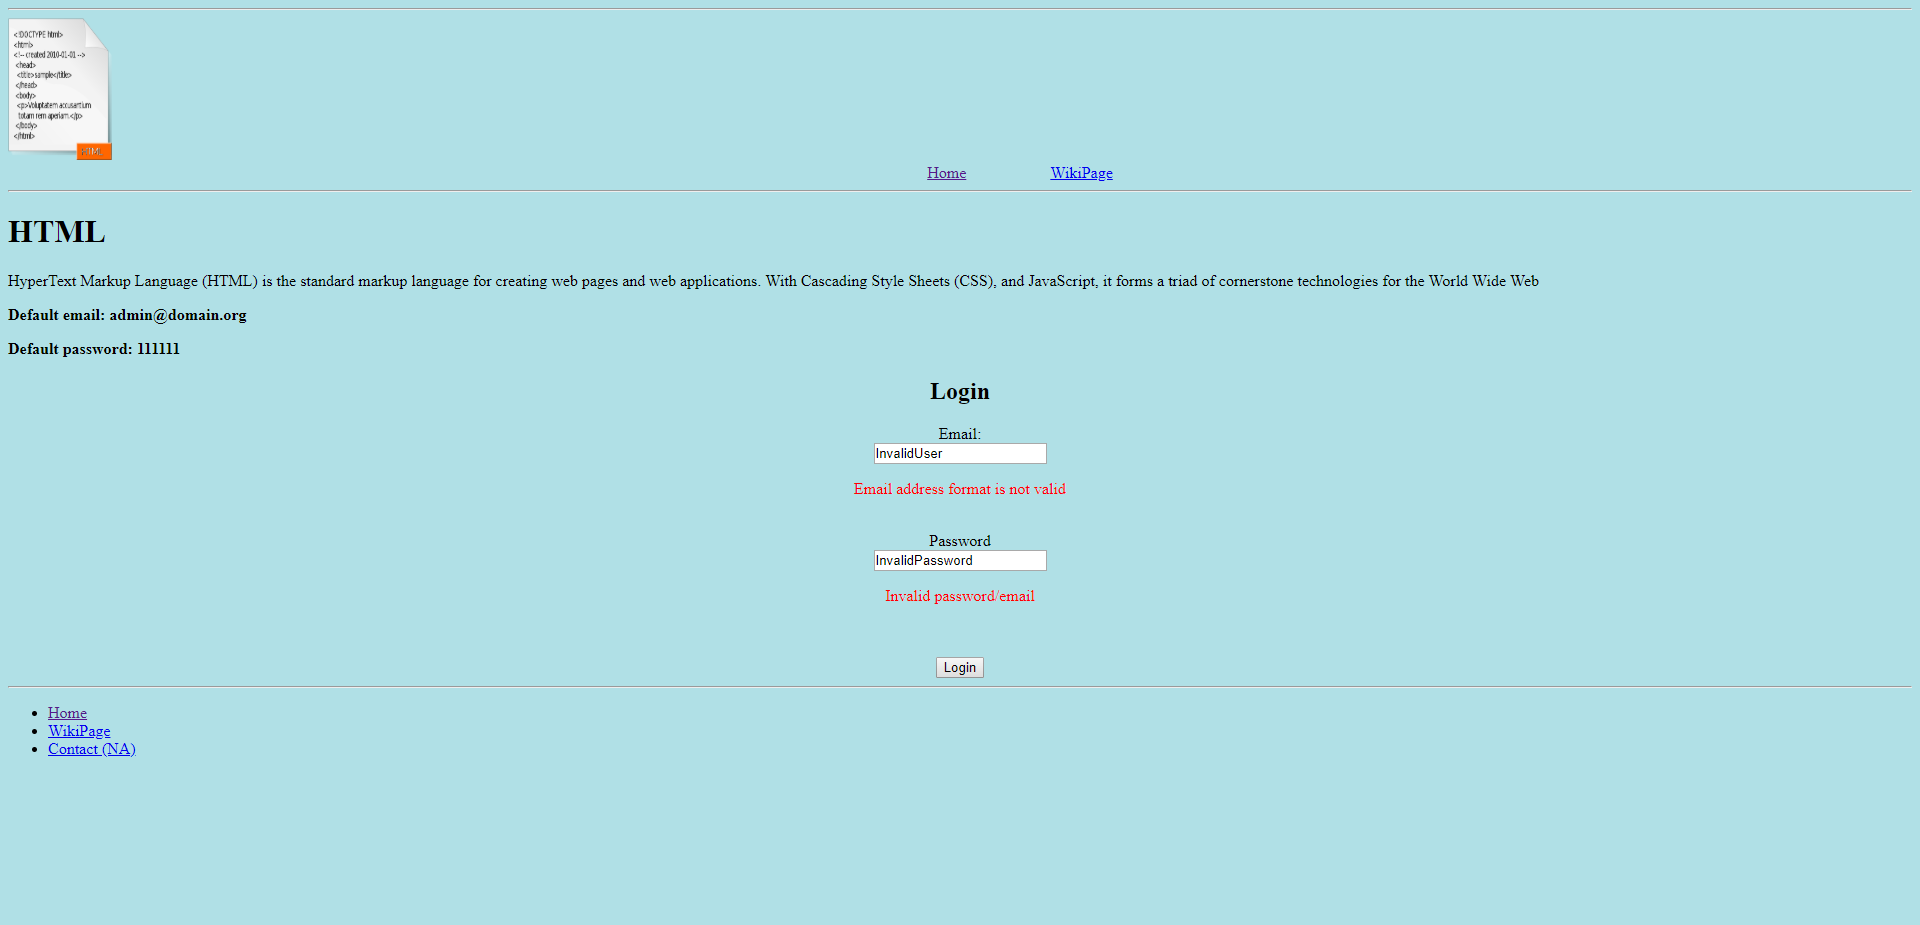 <!DOCTYPE html>
<html>
<!-- created 2010-01-01 -->
<head>
<title>sample</title>
</head>
<body>
<p>Voluptatem accusantium
totam rem aperiam.</p>
</body>
</html>
HTML
Home WikiPage
HTML
HyperText Markup Language (HTML) is the standard markup language for creating web pages and web applications. With Cascading Style Sheets (CSS), and JavaScript, it forms a triad of cornerstone technologies for the World Wide Web
Default email: admin@domain.org
Default password: 111111
Login
Email:
InvalidUser
Email address format is not valid
Password
InvalidPassword
Invalid password/email
Login
Home
WikiPage
Contact (NA)